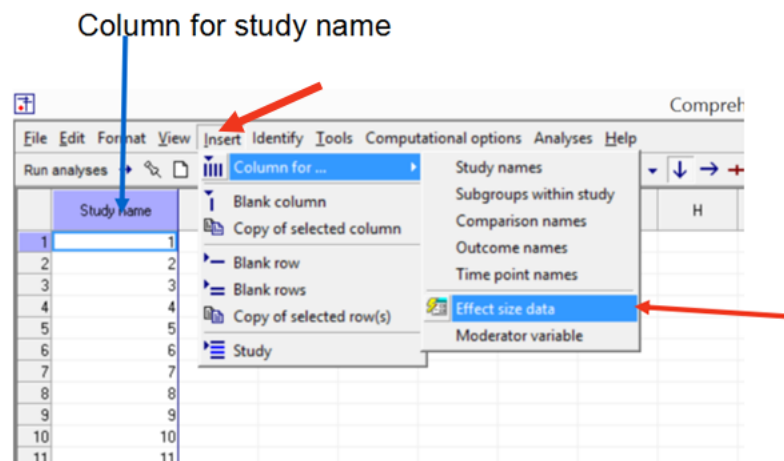 Column for study name
Compreh
File Edit Format View Insert Identify Tools Computational options Analyses Help
Run analyses
Column for ...
Blank column
Copy of selected column
Blank row
Blank rows
Copy of selected row(s)
Study
Study names
Subgroups within study
Comparison names
Outcome names
Time point names
Effect size data
Moderator variable
Study name
H
1 1
2 2
3 3
4 4
5 5
6 6
7 7
8 8
9 9
10 10
11 11